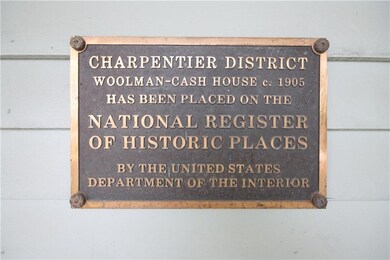 CHARPENTIER DISTRICT
WOOLMAN-CASH HOUSE c. 1905
HAS BEEN PLACED ON THE
NATIONAL REGISTER
OF HISTORIC PLACES
BY THE UNITED STATES
DEPARTMENT OF THE INTERIOR